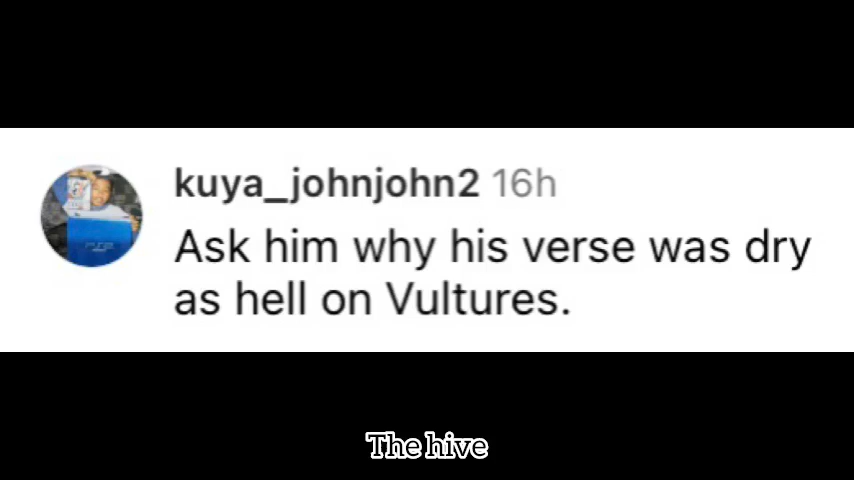 kuya_johnjohn2 16h
Ask him why his verse was dry
as hell on Vultures.
The hive